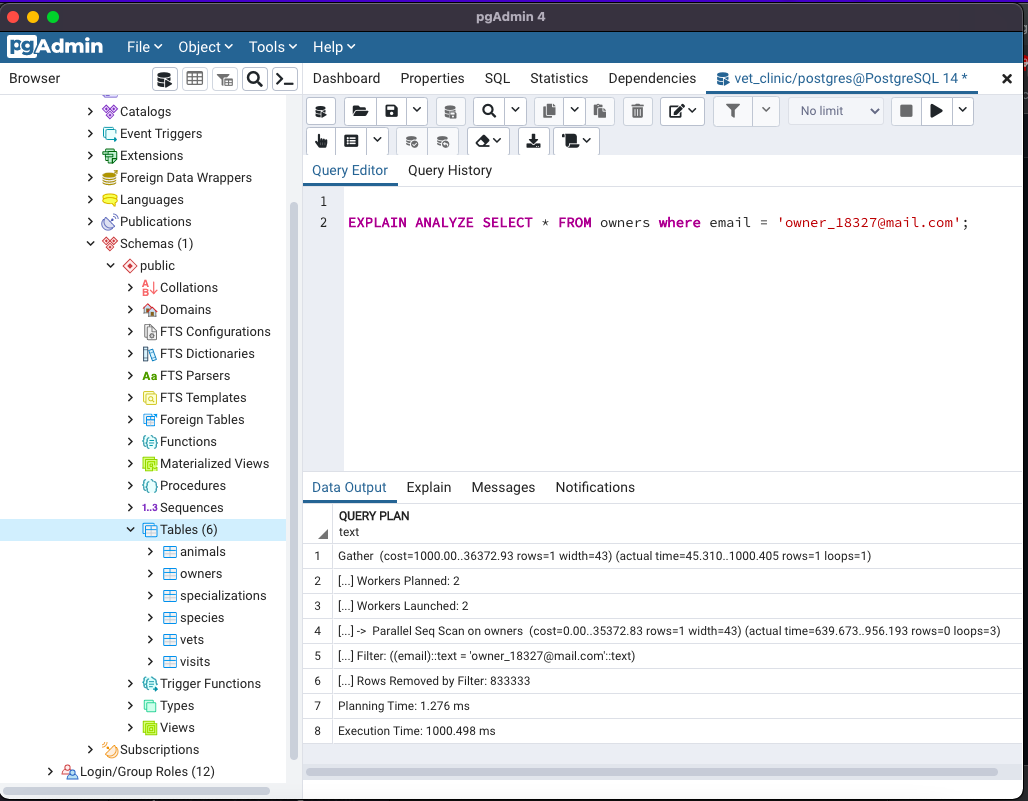 pgAdmin 4
pgAdmin File Object Tools Help
Browser
Dashboard Properties SQL Statistics Dependencies vet_clinic/postgres@PostgreSQL 14 *
Catalogs
Event Triggers
Extensions
Foreign Data Wrappers
Languages
Publications
Schemas (1)
public
Collations
Domains
FTS Configurations
FTS Dictionaries
Aa FTS Parsers
FTS Templates
Foreign Tables
Functions
Materialized Views
Procedures
1..3 Sequences
Tables (6)
animals
owners
specializations
species
vets
visits
Trigger Functions
Types
Views
Subscriptions
Login/Group Roles (12)
No limit
Query Editor Query History
1
2 EXPLAIN ANALYZE SELECT * FROM owners where email = 'owner_18327@mail.com';
Data Output Explain Messages Notifications
QUERY PLAN
text
1 Gather (cost=1000.00..36372.93 rows=1 width=43) (actual time=45.310..1000.405 rows=1 loops=1)
2 [...] Workers Planned: 2
3 [...] Workers Launched: 2
4 [...] -> Parallel Seq Scan on owners (cost=0.00..35372.83 rows=1 width=43) (actual time=639.673..956.193 rows=0 loops=3)
5 [...] Filter: ((email)::text = 'owner_18327@mail.com'::text)
6 [...] Rows Removed by Filter: 833333
7 Planning Time: 1.276 ms
8 Execution Time: 1000.498 ms